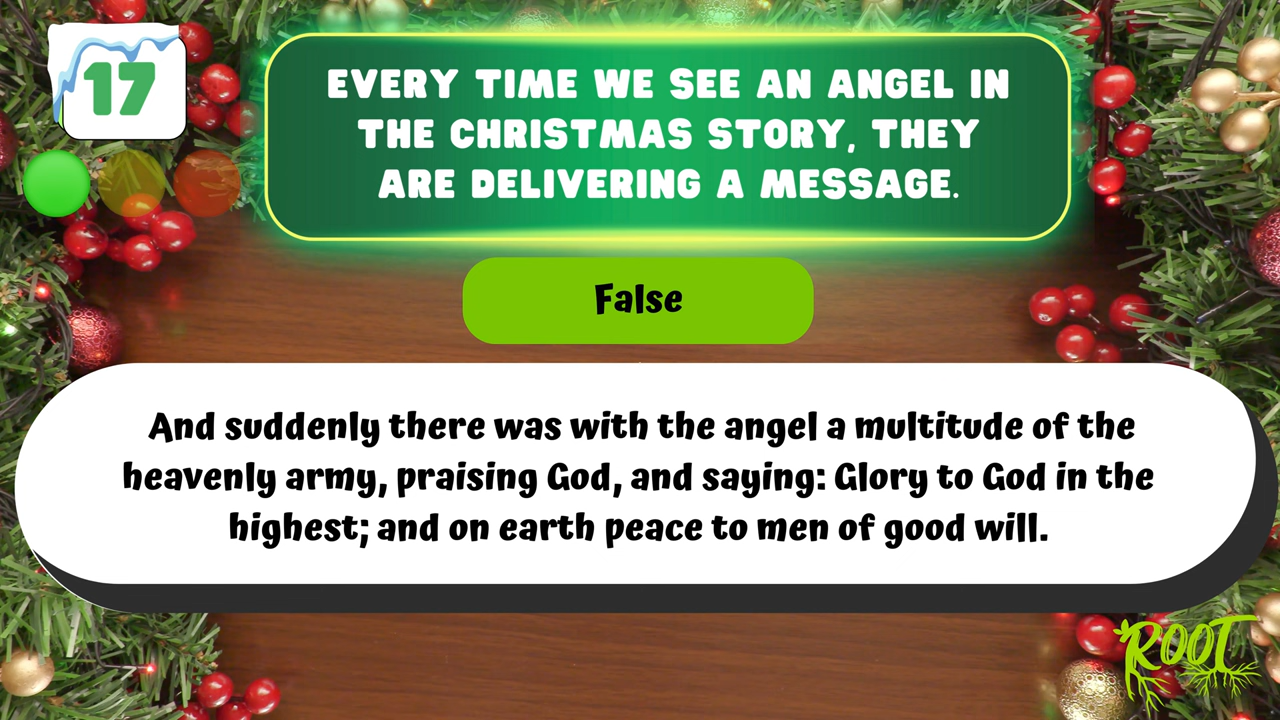 17
EVERY TIME WE SEE AN ANGEL IN
THE CHRISTMAS STORY, THEY
ARE DELIVERING A MESSAGE.
False
And suddenly there was with the angel a multitude of the
heavenly army, praising God, and saying: Glory to God in the
highest; and on earth peace to men of good will.
ROOT